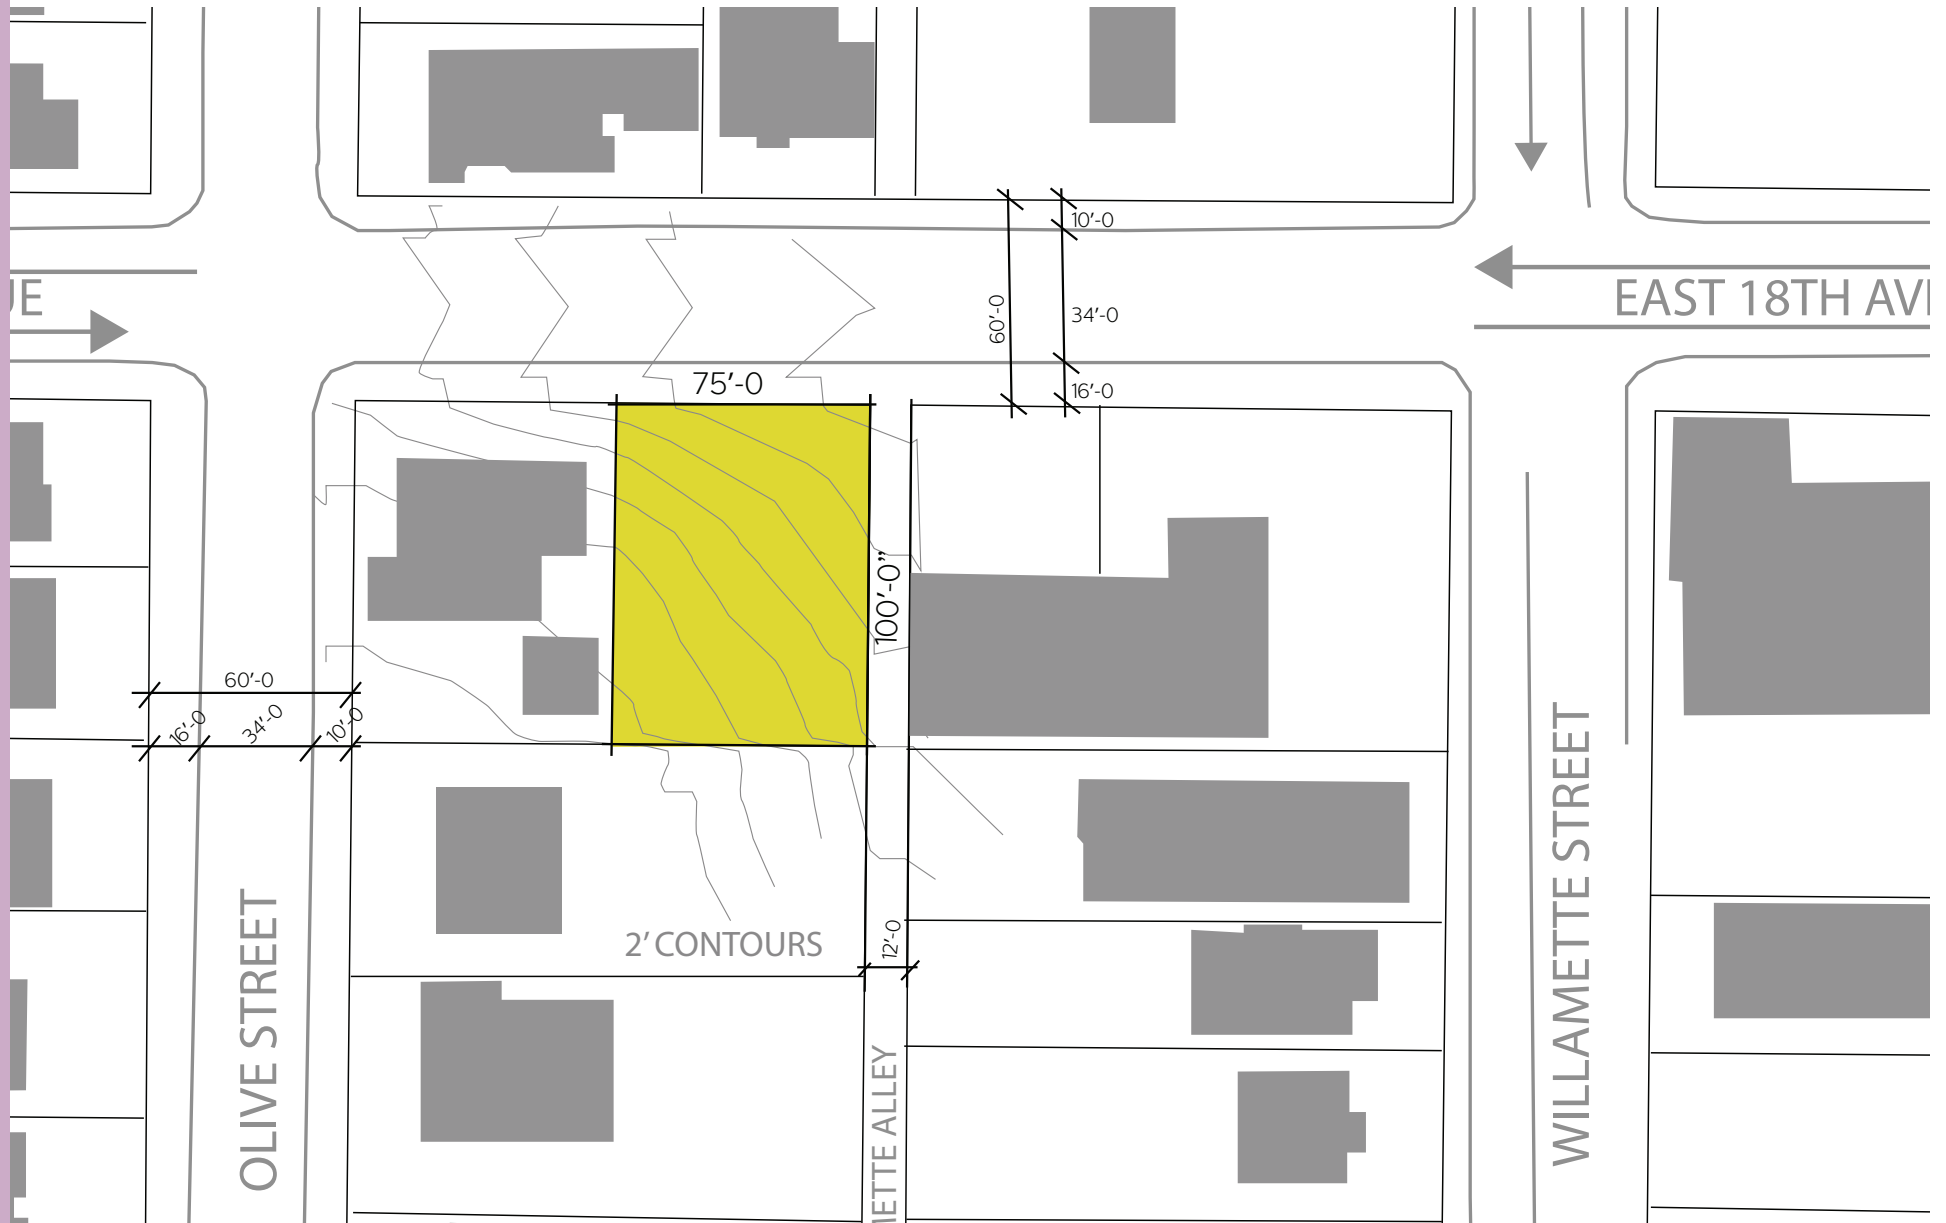 10'-0
UE
EAST 18TH AV
60'-0
34'-0
75'-0
16'-0
100'-0”
60'-0
16'-0
34'-0
10'-0
WILLAMETTE STREET
OLIVE STREET
2' CONTOURS
12'-0
ETTE ALLEY